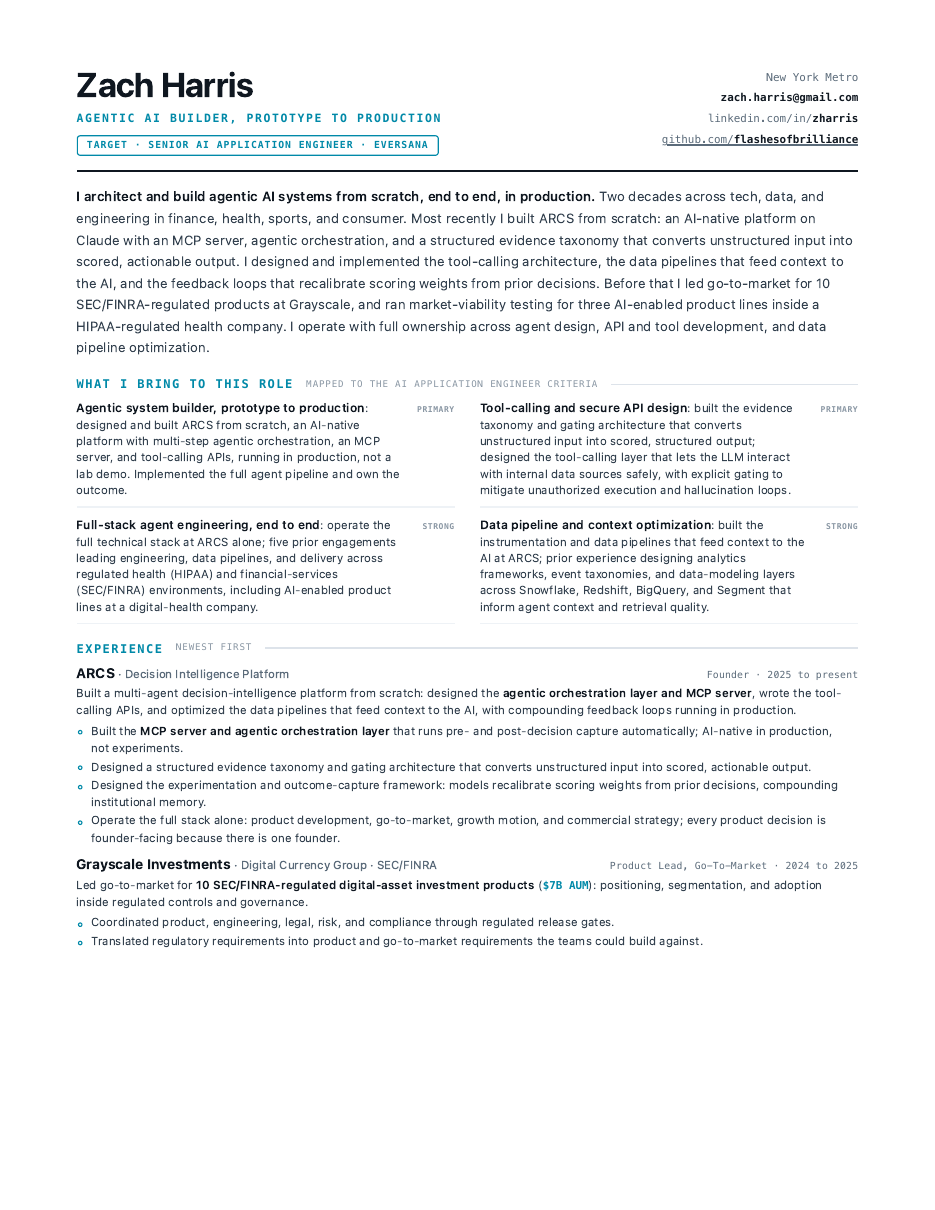 Zach Harris
AGENTIC AI BUILDER, PROTOTYPE TO PRODUCTION
TARGET · SENIOR AI APPLICATION ENGINEER · EVERSANA
New York Metro
zach.harris@gmail.com
linkedin.com/in/zharris
github.com/flashesofbrilliance
I architect and build agentic AI systems from scratch, end to end, in production. Two decades across tech, data, and
engineering in finance, health, sports, and consumer. Most recently I built ARCS from scratch: an AI-native platform on
Claude with an MCP server, agentic orchestration, and a structured evidence taxonomy that converts unstructured input into
scored, actionable output. I designed and implemented the tool-calling architecture, the data pipelines that feed context to
the AI, and the feedback loops that recalibrate scoring weights from prior decisions. Before that I led go-to-market for 10
SEC/FINRA-regulated products at Grayscale, and ran market-viability testing for three AI-enabled product lines inside a
HIPAA-regulated health company. I operate with full ownership across agent design, API and tool development, and data
pipeline optimization.
WHAT I BRING TO THIS ROLE MAPPED TO THE AI APPLICATION ENGINEER CRITERIA
Agentic system builder, prototype to production: PRIMARY
designed and built ARCS from scratch, an AI-native
platform with multi-step agentic orchestration, an MCP
server, and tool-calling APIs, running in production, not a
lab demo. Implemented the full agent pipeline and own the
outcome.
Tool-calling and secure API design: built the evidence PRIMARY
taxonomy and gating architecture that converts
unstructured input into scored, structured output;
designed the tool-calling layer that lets the LLM interact
with internal data sources safely, with explicit gating to
mitigate unauthorized execution and hallucination loops.
Full-stack agent engineering, end to end: operate the STRONG
full technical stack at ARCS alone; five prior engagements
leading engineering, data pipelines, and delivery across
regulated health (HIPAA) and financial-services
(SEC/FINRA) environments, including AI-enabled product
lines at a digital-health company.
Data pipeline and context optimization: built the STRONG
instrumentation and data pipelines that feed context to the
AI at ARCS; prior experience designing analytics
frameworks, event taxonomies, and data-modeling layers
across Snowflake, Redshift, BigQuery, and Segment that
inform agent context and retrieval quality.
EXPERIENCE NEWEST FIRST
ARCS · Decision Intelligence Platform Founder · 2025 to present
Built a multi-agent decision-intelligence platform from scratch: designed the agentic orchestration layer and MCP server, wrote the tool-
calling APIs, and optimized the data pipelines that feed context to the AI, with compounding feedback loops running in production.
Built the MCP server and agentic orchestration layer that runs pre- and post-decision capture automatically; AI-native in production,
not experiments.
Designed a structured evidence taxonomy and gating architecture that converts unstructured input into scored, actionable output.
Designed the experimentation and outcome-capture framework: models recalibrate scoring weights from prior decisions, compounding
institutional memory.
Operate the full stack alone: product development, go-to-market, growth motion, and commercial strategy; every product decision is
founder-facing because there is one founder.
Grayscale Investments · Digital Currency Group · SEC/FINRA Product Lead, Go-To-Market · 2024 to 2025
Led go-to-market for 10 SEC/FINRA-regulated digital-asset investment products ($7B AUM): positioning, segmentation, and adoption
inside regulated controls and governance.
Coordinated product, engineering, legal, risk, and compliance through regulated release gates.
Translated regulatory requirements into product and go-to-market requirements the teams could build against.